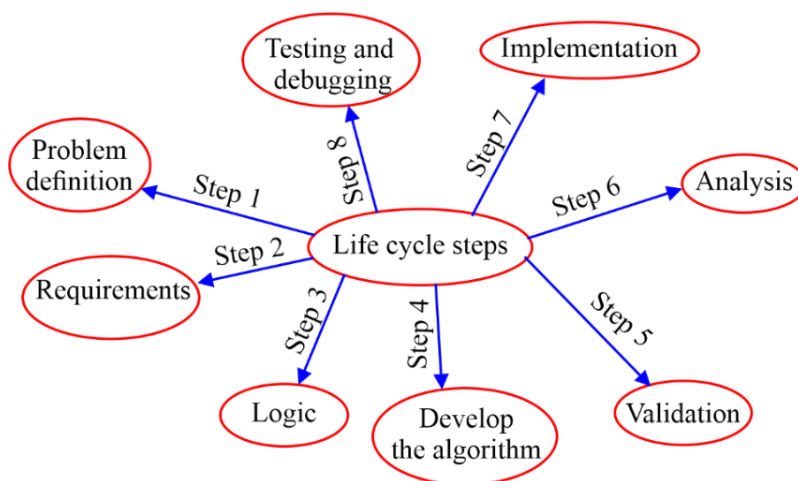 Testing and
debugging
Implementation
Problem
definition
Step 1
Step 8
Step 7
Step 6
Analysis
Life cycle steps
Step 2
Requirements
Step 3
Step 4
Step 5
Logic
Develop
the algorithm
Validation